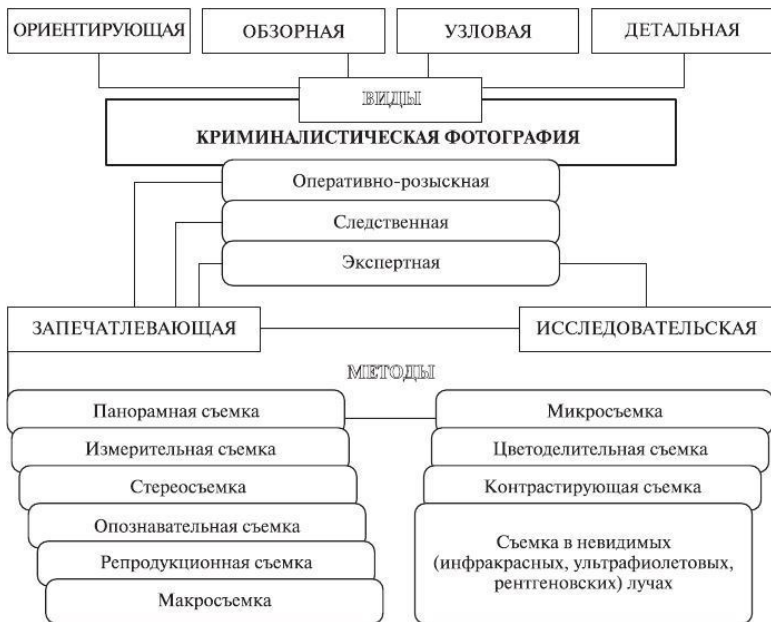 ОРИЕНТИРУЮЩАЯ
ОБЗОРНАЯ
УЗЛОВАЯ
ДЕТАЛЬНАЯ
ВИДЫ
КРИМИНАЛИСТИЧЕСКАЯ ФОТОГРАФИЯ
Оперативно-розыскная
Следственная
Экспертная
ЗАПЕЧАТЛЕВАЮЩАЯ
ИССЛЕДОВАТЕЛЬСКАЯ
МЕТОДЫ
Панорамная съемка
Измерительная съемка
Стереосъемка
Опознавательная съемка
Репродукционная съемка
Макросъемка
Микросъемка
Цветоделительная съемка
Контрастирующая съемка
Съемка в невидимых
(инфракрасных, ультрафиолетовых,
рентгеновских) лучах